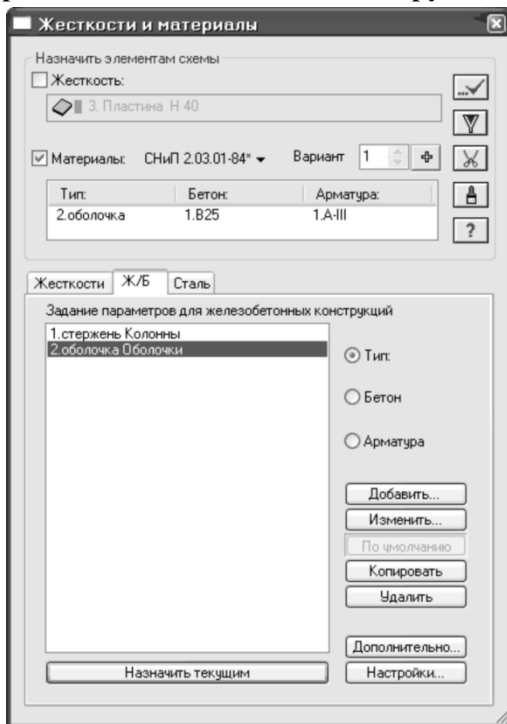 Жесткости и материалы
Назначить элементам схемы
Жесткость:
3. Пластина H 40
Материалы: СНиП 2.03.01-84* Вариант 1
Тип: Бетон: Арматура:
2.оболочка 1.B25 1.A-III
?
Жесткости Ж/Б Сталь
Задание параметров для железобетонных конструкций
1.стержень Колонны
2.оболочка Оболочки
Тип:
Бетон
Арматура
Добавить...
Изменить...
По умолчанию
Копировать
Удалить
Дополнительно...
Назначить текущим Настройки...